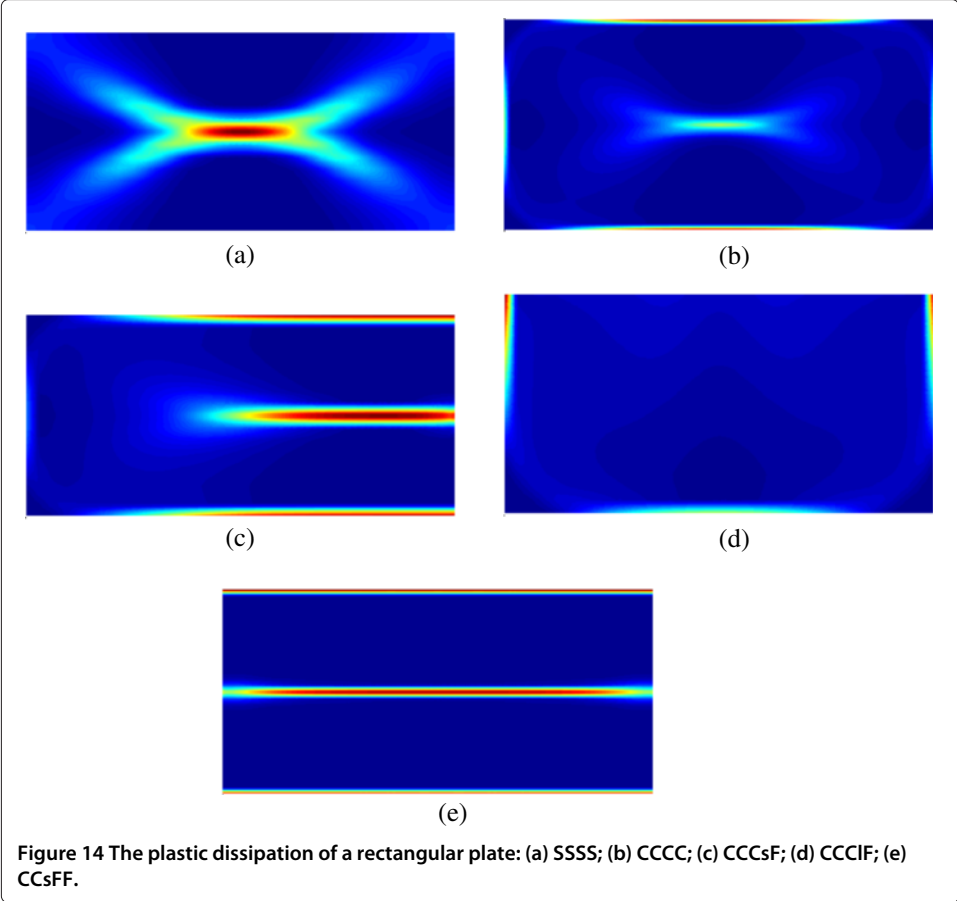 (a)
(b)
(c)
(d)
(e)
Figure 14 The plastic dissipation of a rectangular plate: (a) SSSS; (b) CCCC; (c) CCCsF; (d) CCClF; (e)
CCsFF.